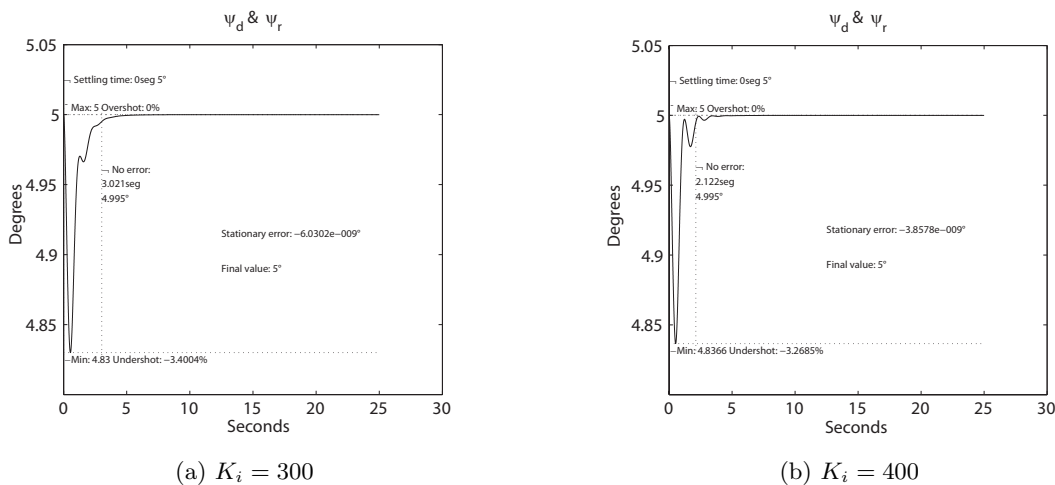 ψd & ψr
5.05
Settling time: 0seg 5°
Max: 5 Overshot: 0%
5
No error:
3.021seg
4.995°
4.95
Degrees
Stationary error: −6.0302e−009°
4.9
Final value: 5°
4.85
Min: 4.83 Undershot: −3.4004%
0 5 10 15 20 25 30
Seconds
(a) Ki = 300
ψd & ψr
5.05
Settling time: 0seg 5°
Max: 5 Overshot: 0%
5
No error:
2.122seg
4.995°
4.95
Degrees
Stationary error: −3.8578e−009°
4.9
Final value: 5°
4.85
Min: 4.8366 Undershot: −3.2685%
0 5 10 15 20 25 30
Seconds
(b) Ki = 400